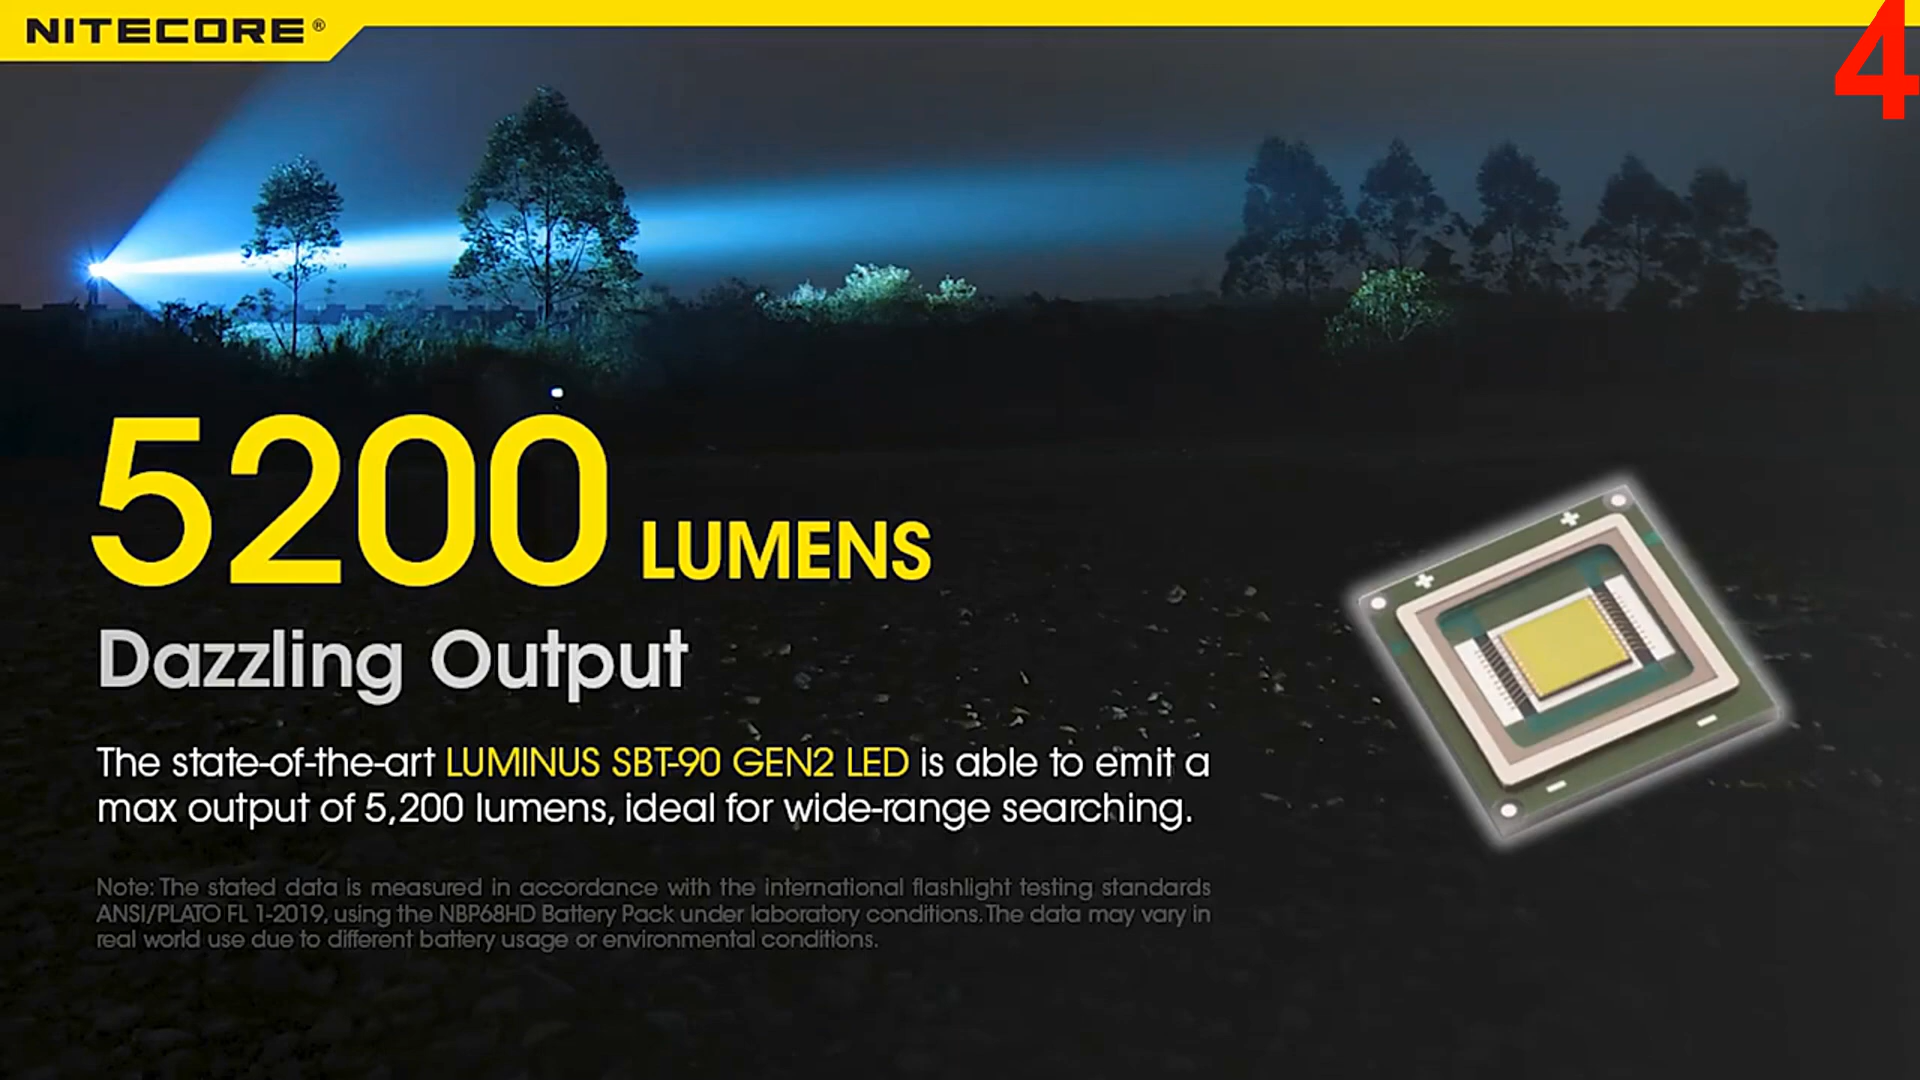 NITECORE®
4
5200 LUMENS
Dazzling Output
The state-of-the-art LUMINUS SBT-90 GEN2 LED is able to emit a
max output of 5,200 lumens, ideal for wide-range searching.
Note: The stated data is measured in accordance with the international flashlight testing standards
ANSI/PLATO FL 1-2019, using the NBP68HD Battery Pack under laboratory conditions. The data may vary in
real world use due to different battery usage or environmental conditions.